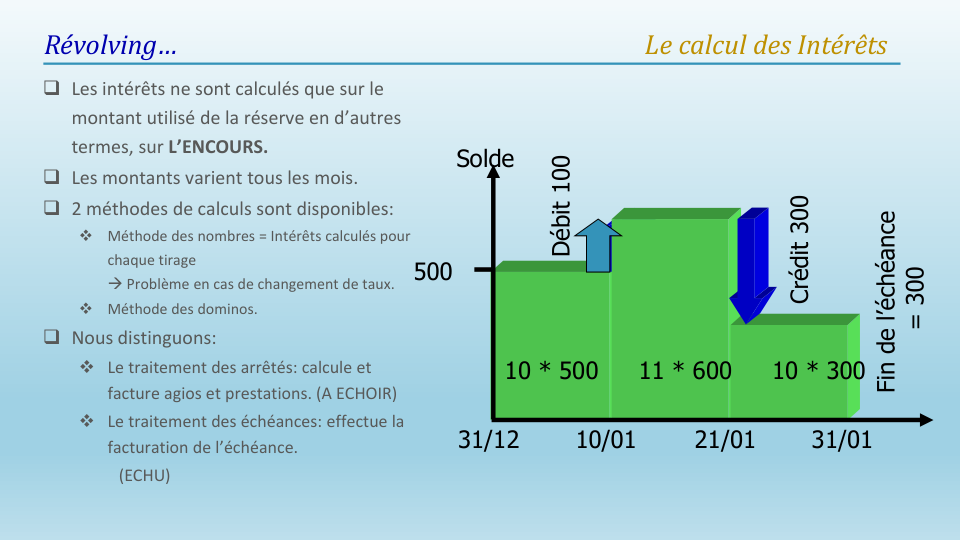 Révolving…
Le calcul des Intérêts
❑ Les intérêts ne sont calculés que sur le
montant utilisé de la réserve en d’autres
termes, sur L’ENCOURS.
❑ Les montants varient tous les mois.
❑ 2 méthodes de calculs sont disponibles:
❖ Méthode des nombres = Intérêts calculés pour
chaque tirage
→ Problème en cas de changement de taux.
❖ Méthode des dominos.
❑ Nous distinguons:
❖ Le traitement des arrêtés: calcule et
facture agios et prestations. (A ECHOIR)
❖ Le traitement des échéances: effectue la
facturation de l’échéance.
(ECHU)
Solde
Débit 100
Crédit 300
Fin de l’échéance
= 300
500
10 * 500
11 * 600
10 * 300
31/12
10/01
21/01
31/01